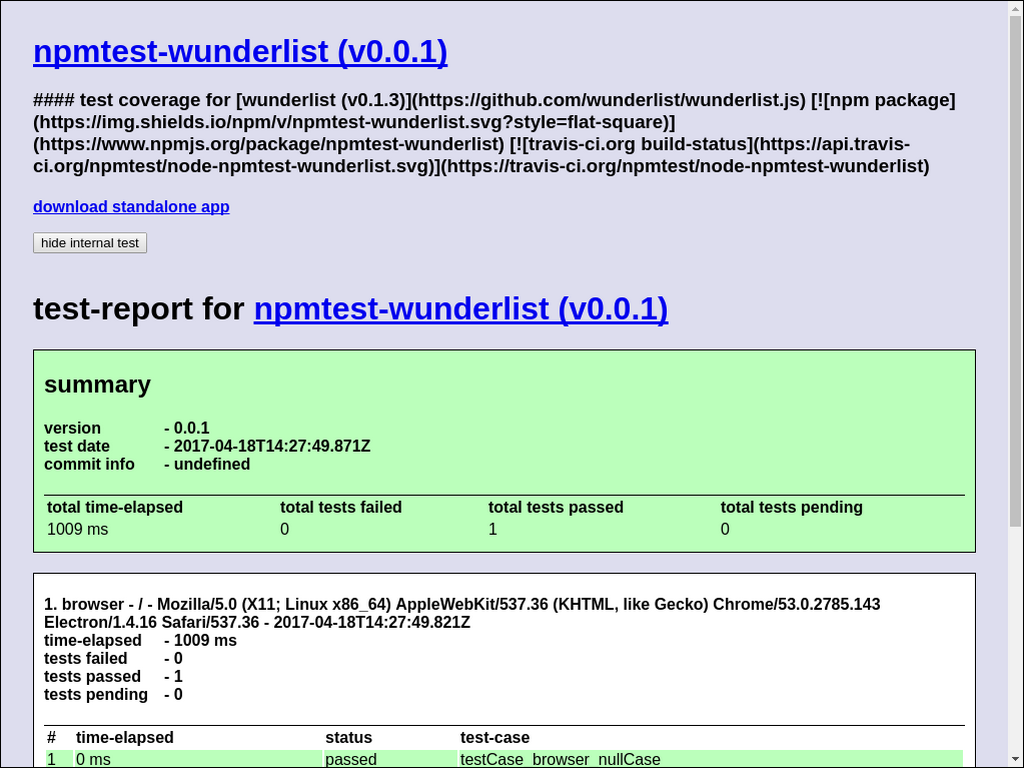 npmtest-wunderlist (v0.0.1)
#### test coverage for [wunderlist (v0.1.3)](https://github.com/wunderlist/wunderlist.js) [![npm package]
(https://img.shields.io/npm/v/npmtest-wunderlist.svg?style=flat-square)]
(https://www.npmjs.org/package/npmtest-wunderlist) [![travis-ci.org build-status](https://api.travis-
ci.org/npmtest/node-npmtest-wunderlist.svg)](https://travis-ci.org/npmtest/node-npmtest-wunderlist)
download standalone app
hide internal test
test-report for npmtest-wunderlist (v0.0.1)
summary
version - 0.0.1
test date - 2017-04-18T14:27:49.871Z
commit info - undefined
total time-elapsed total tests failed total tests passed total tests pending
1009 ms 0 1 0
1. browser - / - Mozilla/5.0 (X11; Linux x86_64) AppleWebKit/537.36 (KHTML, like Gecko) Chrome/53.0.2785.143
Electron/1.4.16 Safari/537.36 - 2017-04-18T14:27:49.821Z
time-elapsed - 1009 ms
tests failed - 0
tests passed - 1
tests pending - 0
# time-elapsed status test-case
1 0 ms passed testCase_browser_nullCase